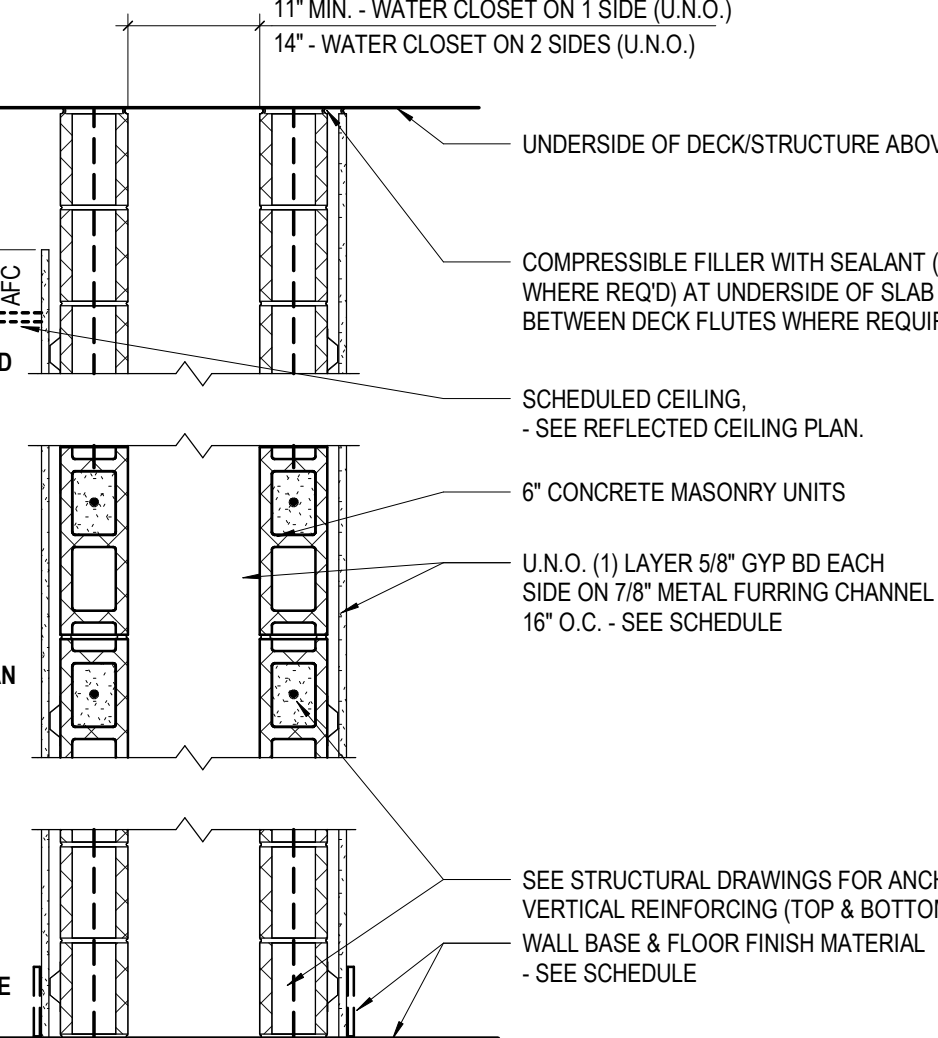 11" MIN. - WATER CLOSET ON 1 SIDE (U.N.O.)
14" - WATER CLOSET ON 2 SIDES (U.N.O.)
UNDERSIDE OF DECK/STRUCTURE ABOV
COMPRESSIBLE FILLER WITH SEALANT (
WHERE REQ'D) AT UNDERSIDE OF SLAB
BETWEEN DECK FLUTES WHERE REQUIR
AFC
D
SCHEDULED CEILING,
- SEE REFLECTED CEILING PLAN.
6" CONCRETE MASONRY UNITS
U.N.O. (1) LAYER 5/8" GYP BD EACH
SIDE ON 7/8" METAL FURRING CHANNEL
16" O.C. - SEE SCHEDULE
AN
SEE STRUCTURAL DRAWINGS FOR ANCH
VERTICAL REINFORCING (TOP & BOTTOM
WALL BASE & FLOOR FINISH MATERIAL
- SEE SCHEDULE
E